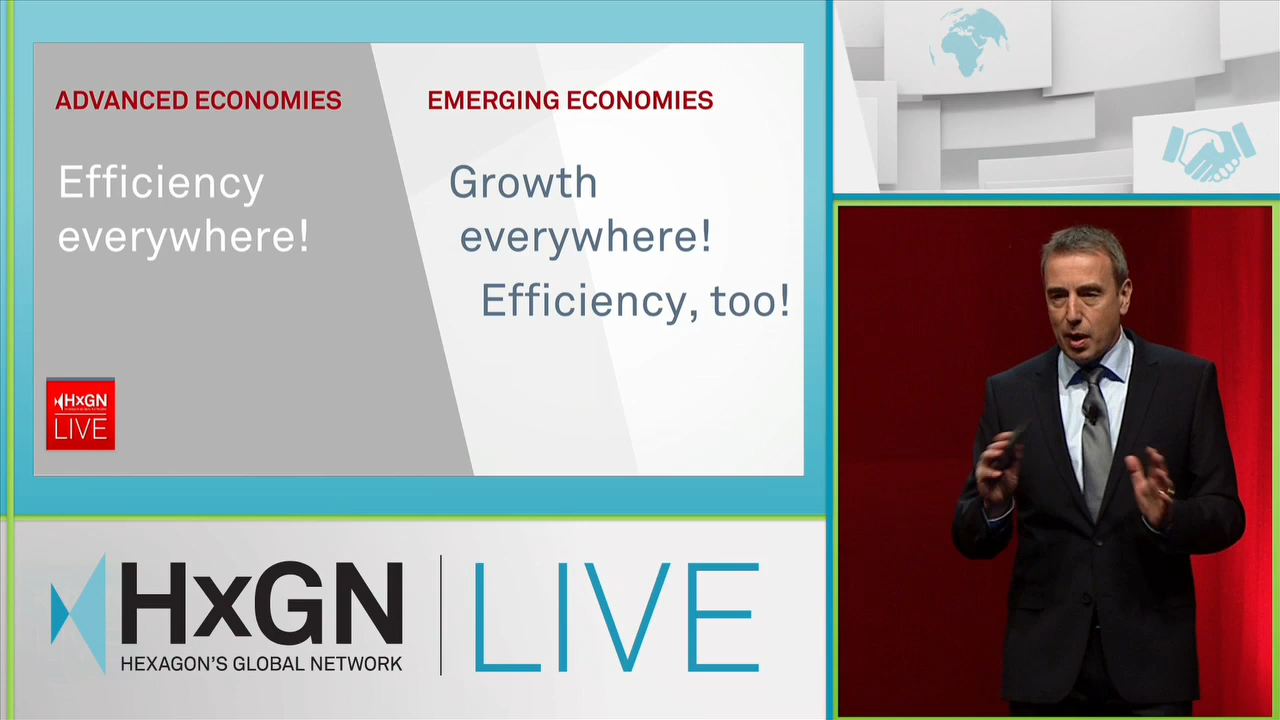 ADVANCED ECONOMIES
Efficiency
everywhere!
EMERGING ECONOMIES
Growth
everywhere!
Efficiency, too!
HxGN
LIVE
HxGN
HEXAGON'S GLOBAL NETWORK
LIVE